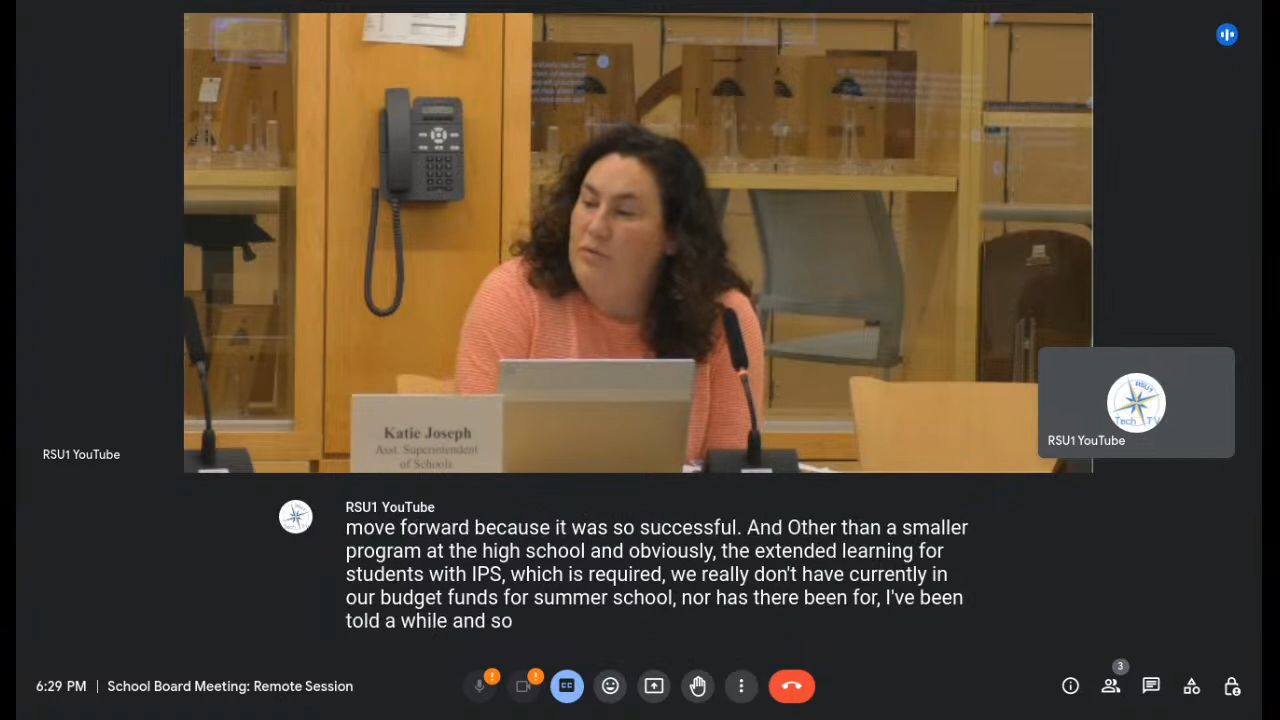 Katie Joseph
Asst. Superintendent
of Schools
RSU1 YouTube
RSU1
Tech TV
RSU1 YouTube
RSU1 YouTube
move forward because it was so successful. And Other than a smaller
program at the high school and obviously, the extended learning for
students with IPS, which is required, we really don't have currently in
our budget funds for summer school, nor has there been for, I've been
told a while and so
6:29 PM | School Board Meeting: Remote Session
CC
3